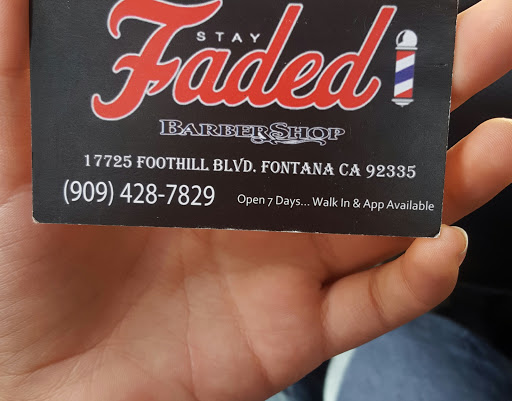 STAY
Faded
BARBERSHOP
17725 FOOTHILL BLVD. FONTANA CA 92335
(909) 428-7829 Open 7 Days... Walk In & App Available